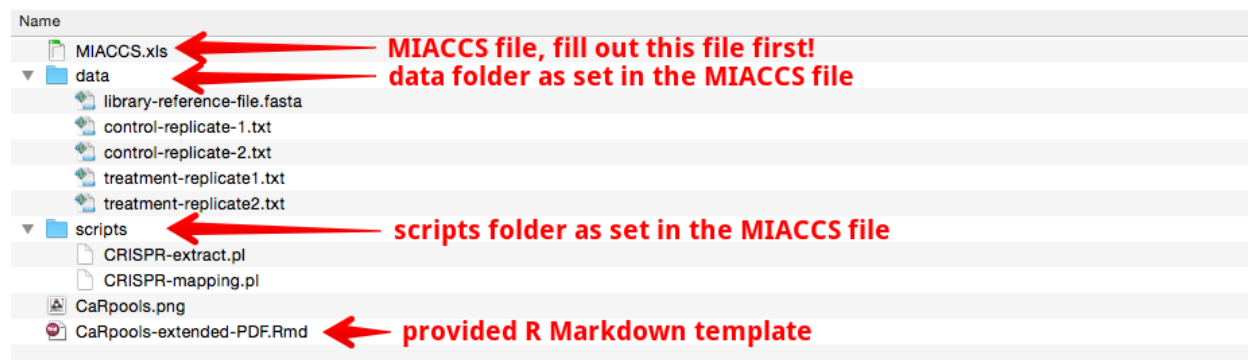 Name
MIACCS.xls MIACCS file, fill out this file first!
data data folder as set in the MIACCS file
library-reference-file.fasta
control-replicate-1.txt
control-replicate-2.txt
treatment-replicate1.txt
treatment-replicate2.txt
scripts scripts folder as set in the MIACCS file
CRISPR-extract.pl
CRISPR-mapping.pl
CaRpools.png
CaRpools-extended-PDF.Rmd provided R Markdown template